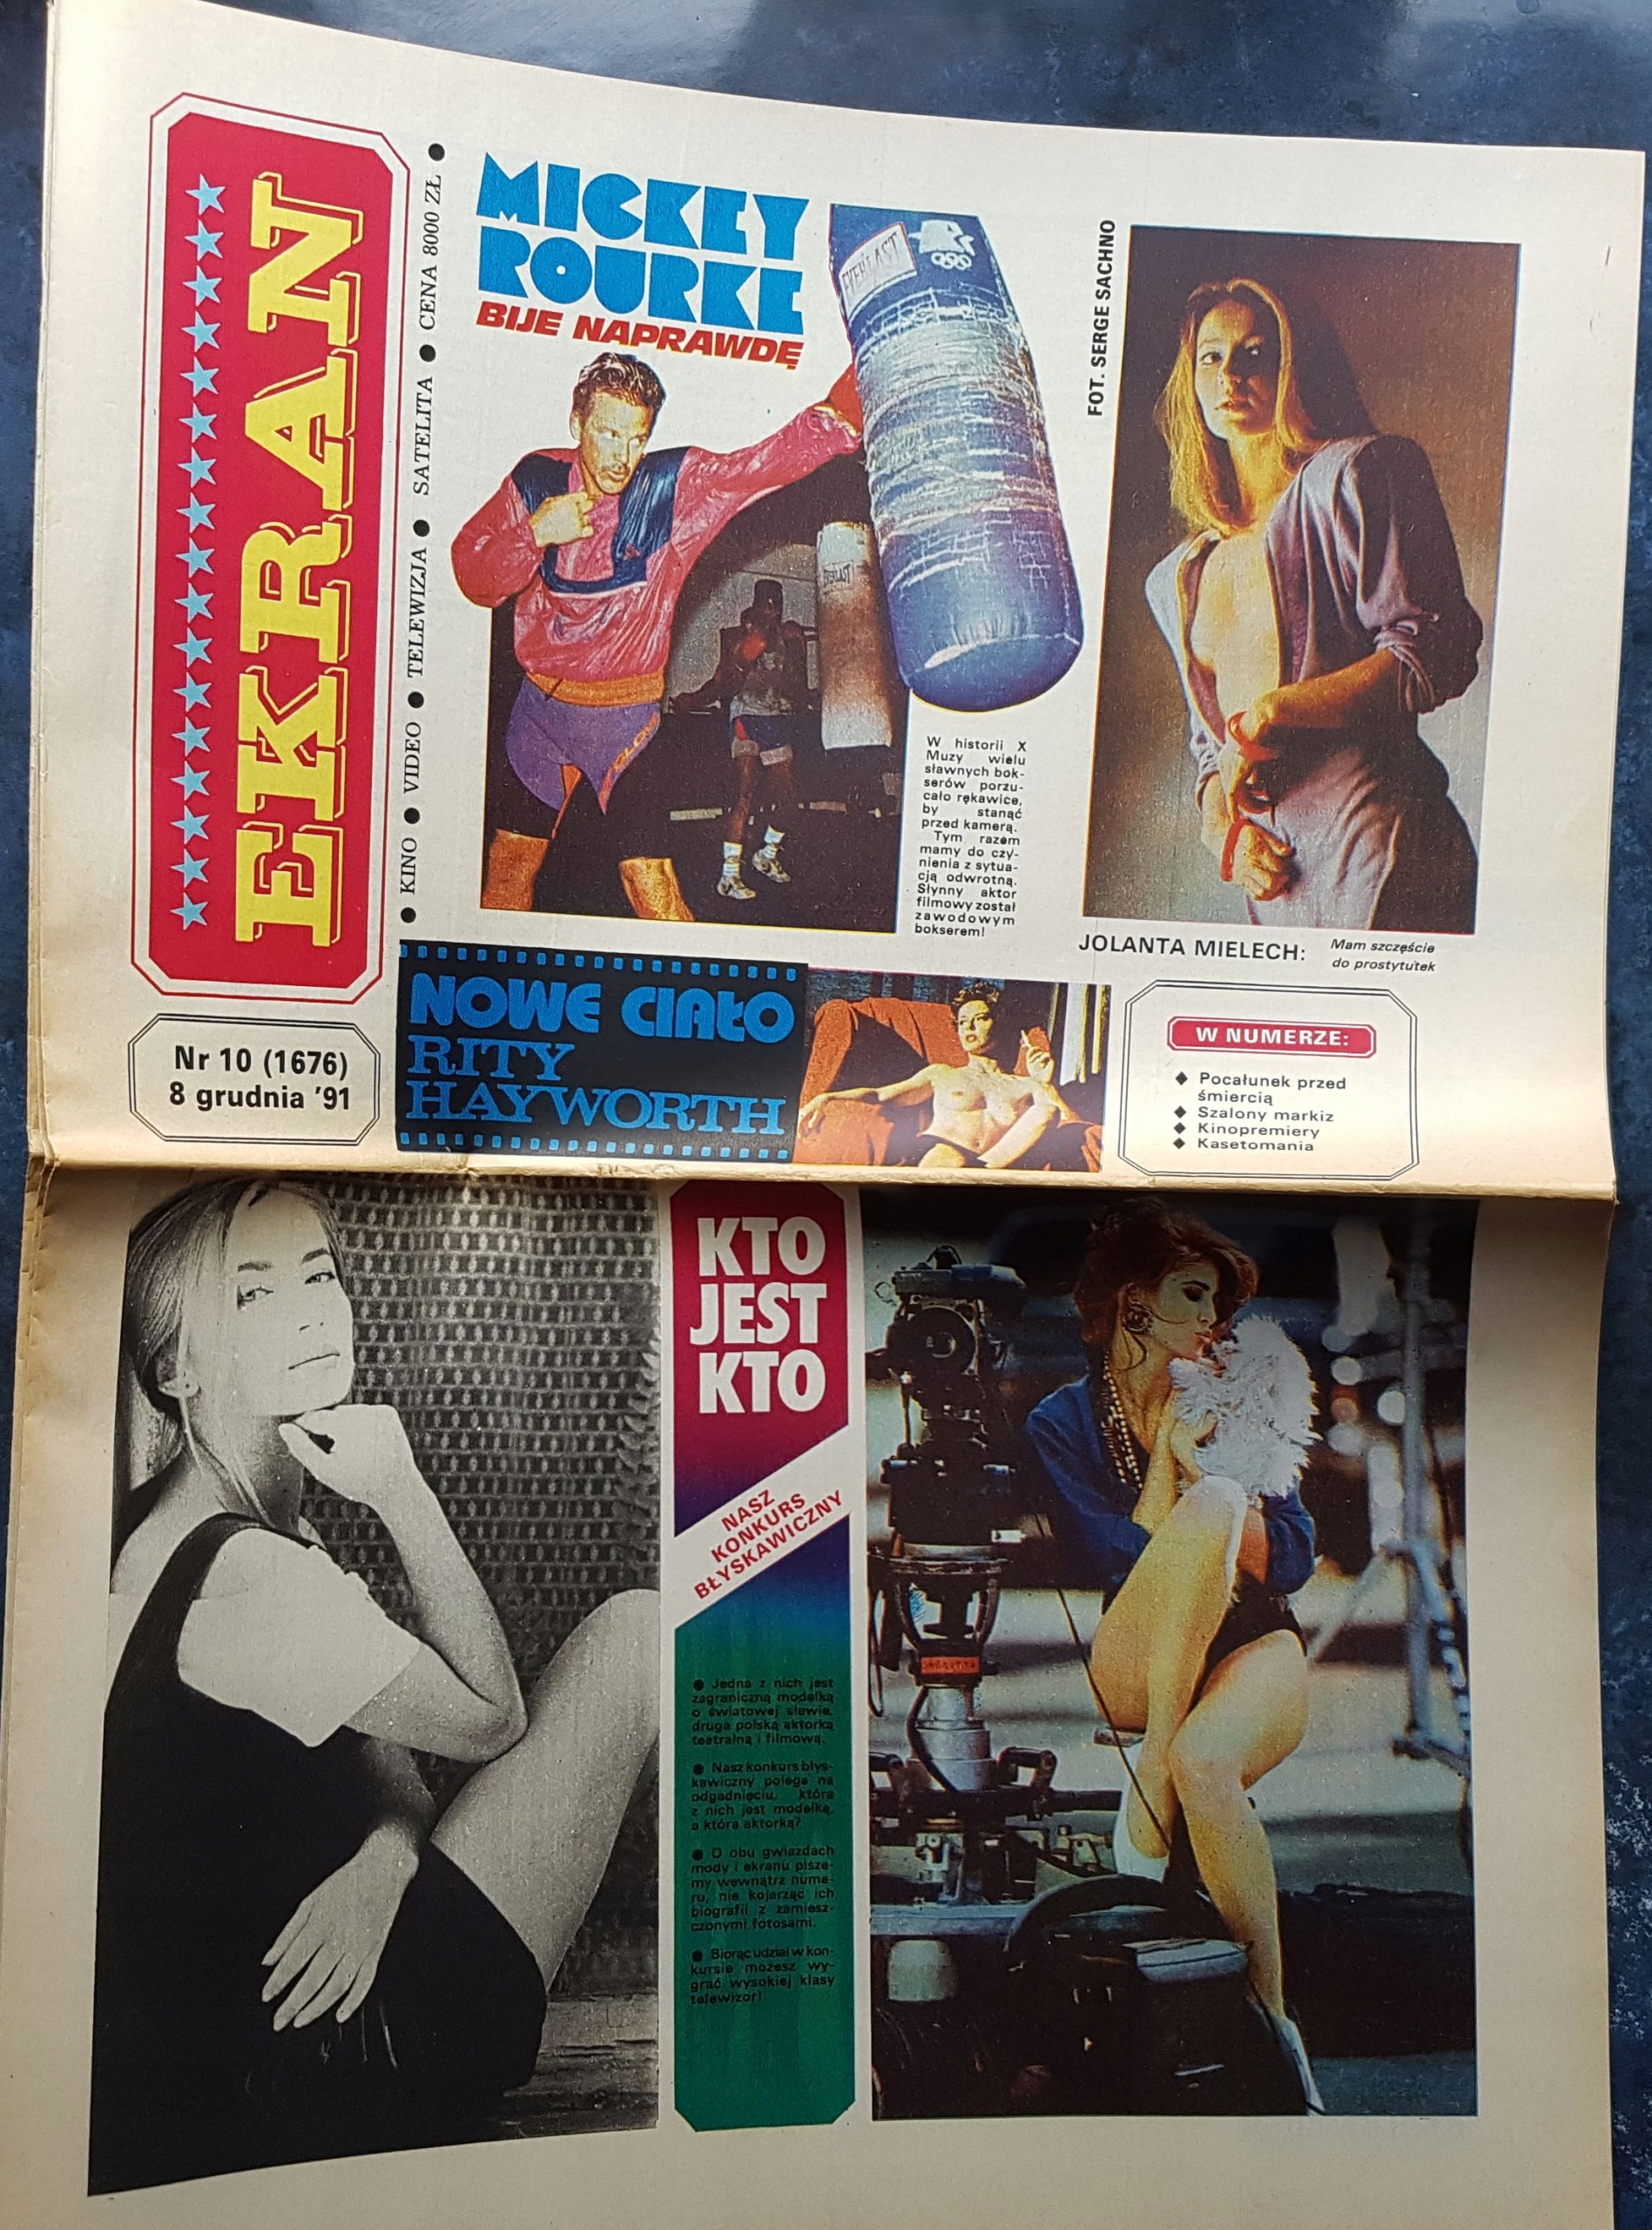 EKRAN
● KINO ● VIDEO ● TELEWIZJA ● SATELITA ● CENA 8000 ZŁ ●
Nr 10 (1676)
8 grudnia '91
MICKEY
ROURKE
BIJE NAPRAWDĘ
EVERLAST
EVERLAST
W historii X
Muzy wielu
sławnych bok-
serów porzu-
cało rękawice,
by stanąć
przed kamerą.
Tym razem
mamy do czy-
nienia z sytua-
cją odwrotną.
Słynny aktor
filmowy został
zawodowym
bokserem!
FOT. SERGE SACHNO
JOLANTA MIELECH:
Mam szczęście
do prostytutek
NOWE CIAŁO
RITY
HAYWORTH
W NUMERZE:
◆ Pocałunek przed
śmiercią
◆ Szalony markiz
◆ Kinopremiery
◆ Kasetomania
KTO
JEST
KTO
NASZ
KONKURS
BŁYSKAWICZNY
● Jedna z nich jest
zagraniczną modelką
o światowej sławie,
druga polską aktorką
teatralną i filmową.
● Nasz konkurs błys-
kawiczny polega na
odgadnięciu, która
z nich jest modelką,
a która aktorką?
● O obu gwiazdach
mody i ekranu pisze-
my wewnątrz nume-
ru, nie kojarząc ich
biografii z zamiesz-
czonymi fotosami.
● Biorąc udział w kon-
kursie możesz wy-
grać wysokiej klasy
telewizor!